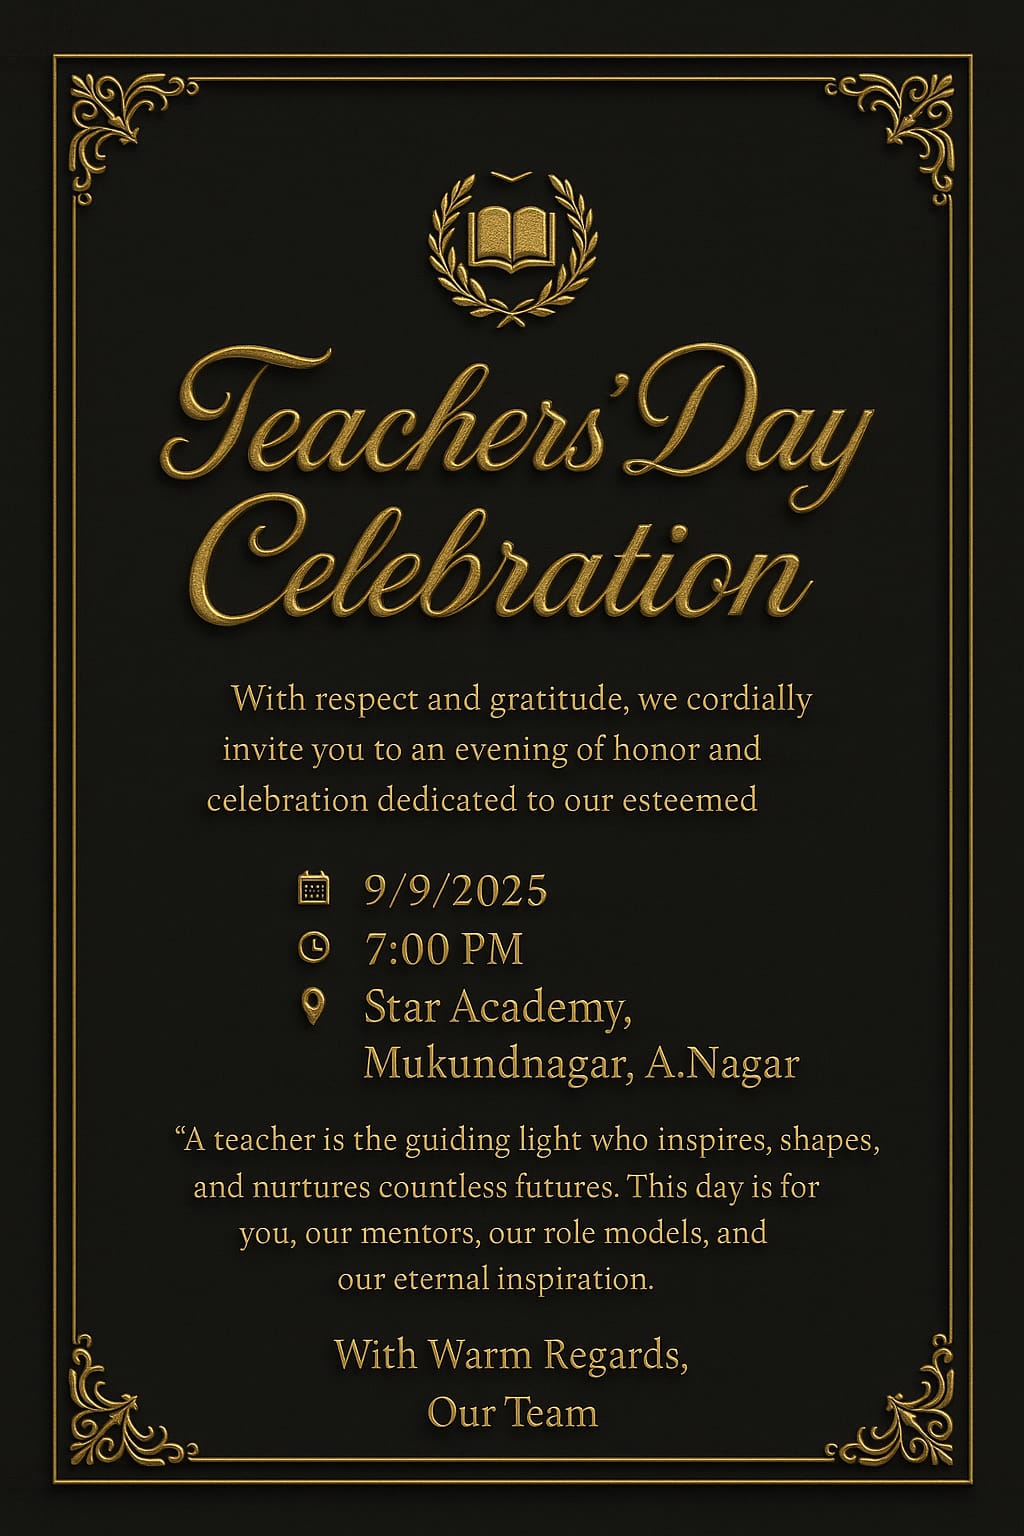 Teachers’ Day
Celebration
With respect and gratitude, we cordially
invite you to an evening of honor and
celebration dedicated to our esteemed
9/9/2025
7:00 PM
Star Academy,
Mukundnagar, A.Nagar
“A teacher is the guiding light who inspires, shapes,
and nurtures countless futures. This day is for
you, our mentors, our role models, and
our eternal inspiration.
With Warm Regards,
Our Team